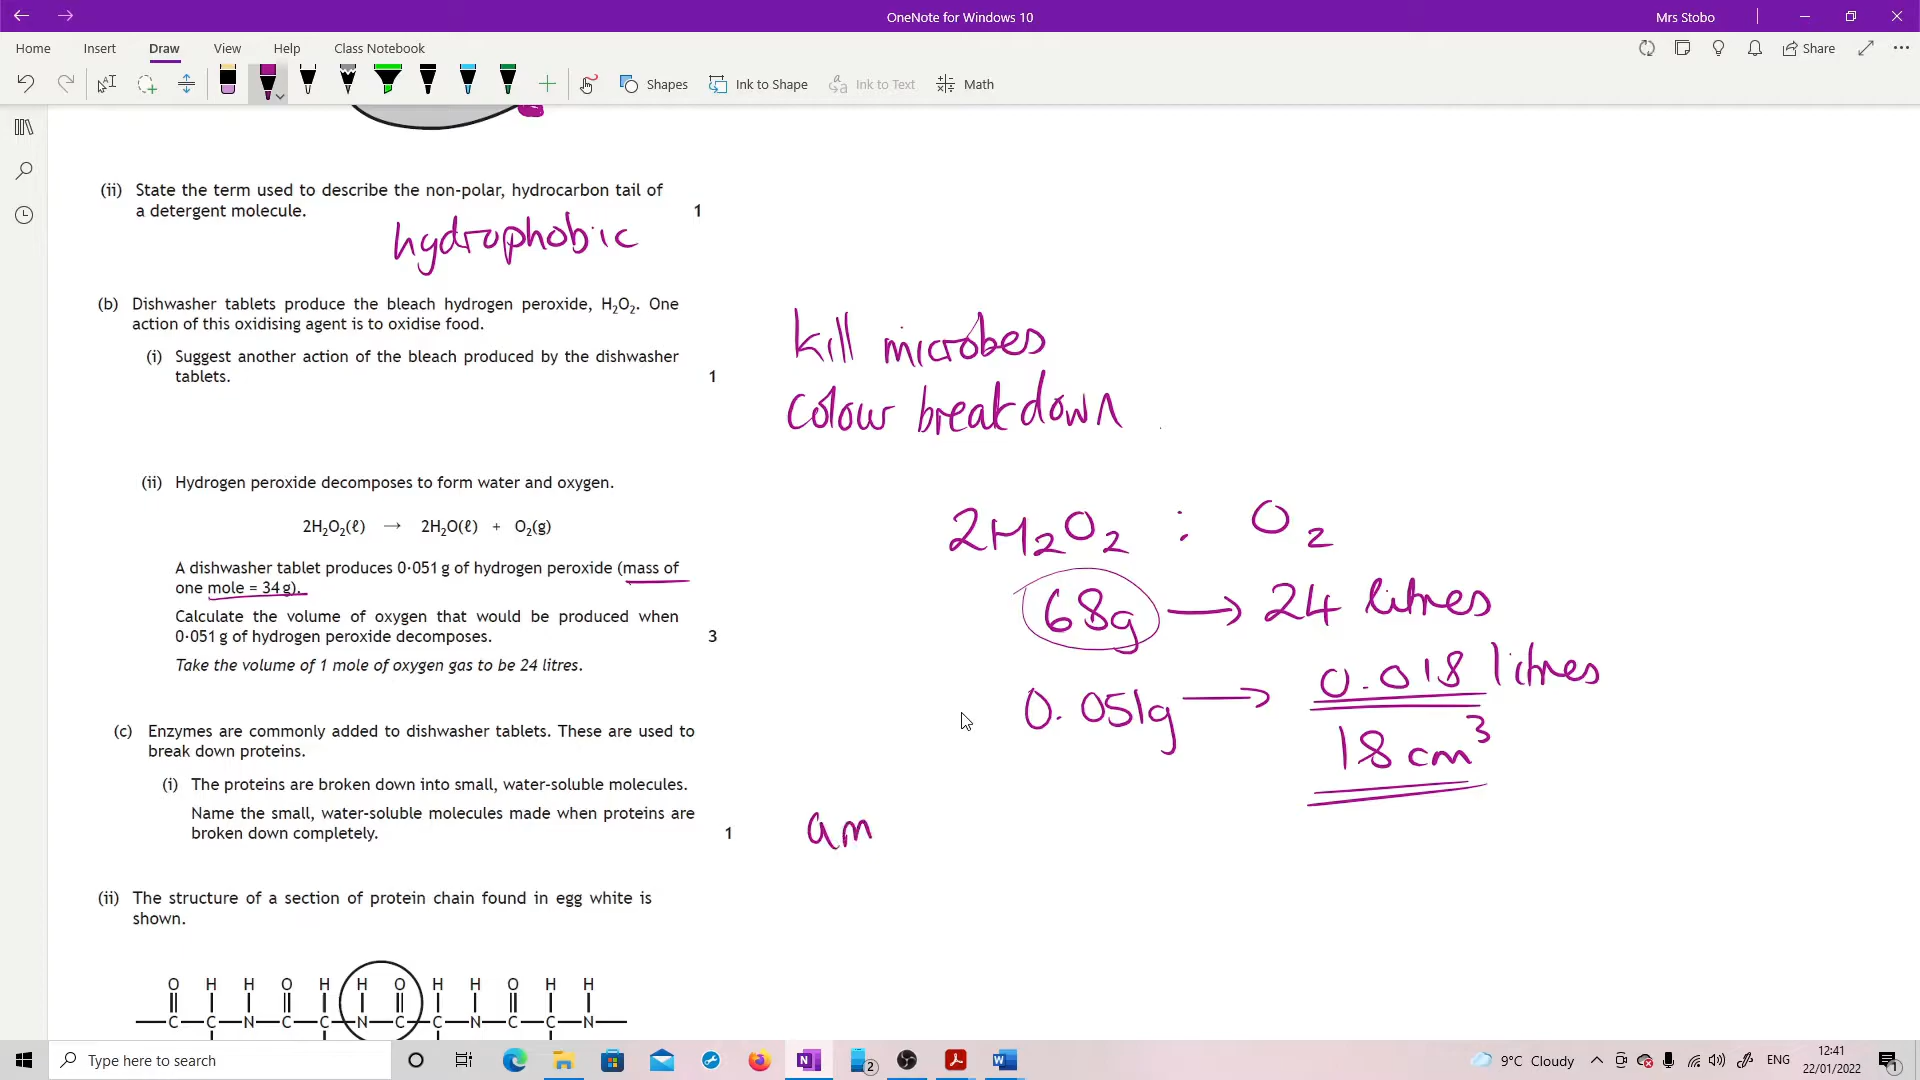 OneNote for Windows 10
Mrs Stobo
Home Insert Draw View Help Class Notebook
Share
Shapes Ink to Shape Ink to Text Math
(ii) State the term used to describe the non-polar, hydrocarbon tail of
a detergent molecule. 1
hydrophobic
(b) Dishwasher tablets produce the bleach hydrogen peroxide, H₂O₂. One
action of this oxidising agent is to oxidise food.
(i) Suggest another action of the bleach produced by the dishwasher
tablets. 1
kill microbes
colour breakdown
(ii) Hydrogen peroxide decomposes to form water and oxygen.
2H₂O₂(ℓ) → 2H₂O(ℓ) + O₂(g)
A dishwasher tablet produces 0·051 g of hydrogen peroxide (mass of
one mole = 34 g).
Calculate the volume of oxygen that would be produced when
0·051 g of hydrogen peroxide decomposes. 3
Take the volume of 1 mole of oxygen gas to be 24 litres.
2H₂O₂ : O₂
68g → 24 litres
0.051g → 0.018 litres
18 cm³
(c) Enzymes are commonly added to dishwasher tablets. These are used to
break down proteins.
(i) The proteins are broken down into small, water-soluble molecules.
Name the small, water-soluble molecules made when proteins are
broken down completely. 1
am
(ii) The structure of a section of protein chain found in egg white is
shown.
O H H O H H O H H O H H
C C N C C N C C N C C N
Type here to search
2
9°C Cloudy
ENG
12:41
22/01/2022
1